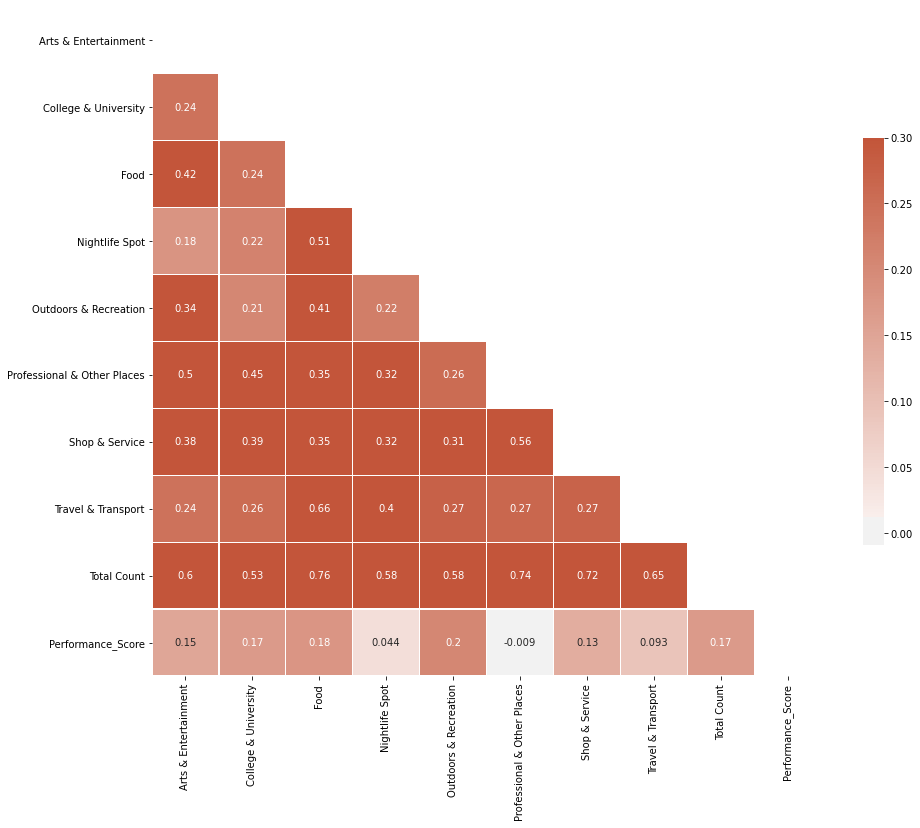 Arts & Entertainment
College & University 0.24
Food 0.42 0.24
Nightlife Spot 0.18 0.22 0.51
Outdoors & Recreation 0.34 0.21 0.41 0.22
Professional & Other Places 0.5 0.45 0.35 0.32 0.26
Shop & Service 0.38 0.39 0.35 0.32 0.31 0.56
Travel & Transport 0.24 0.26 0.66 0.4 0.27 0.27 0.27
Total Count 0.6 0.53 0.76 0.58 0.58 0.74 0.72 0.65
Performance_Score 0.15 0.17 0.18 0.044 0.2 -0.009 0.13 0.093 0.17
Arts & Entertainment
College & University
Food
Nightlife Spot
Outdoors & Recreation
Professional & Other Places
Shop & Service
Travel & Transport
Total Count
Performance_Score
0.30
0.25
0.20
0.15
0.10
0.05
0.00